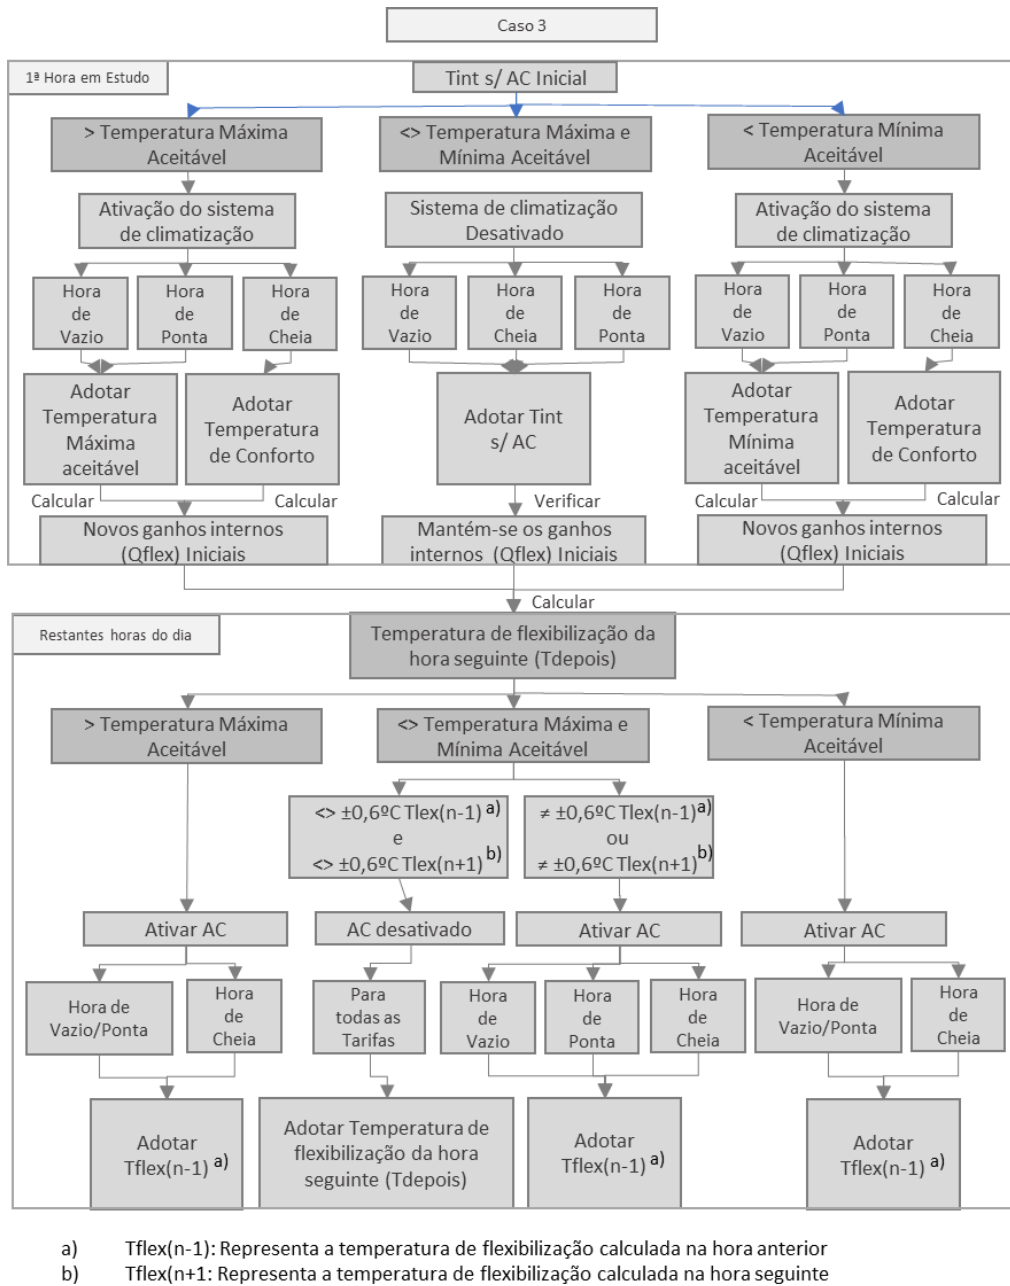 Caso 3
1ª Hora em Estudo
Tint s/ AC Inicial
> Temperatura Máxima
Aceitável
<> Temperatura Máxima e
Mínima Aceitável
< Temperatura Mínima
Aceitável
Ativação do sistema
de climatização
Sistema de climatização
Desativado
Ativação do sistema
de climatização
Hora
de
Vazio
Hora
de
Ponta
Hora
de
Cheia
Hora
de
Vazio
Hora
de
Cheia
Hora
de
Ponta
Hora
de
Vazio
Hora
de
Ponta
Hora
de
Cheia
Adotar
Temperatura
Máxima
aceitável
Adotar
Temperatura
de Conforto
Adotar Tint
s/ AC
Adotar
Temperatura
Mínima
aceitável
Adotar
Temperatura
de Conforto
Calcular
Calcular
Verificar
Calcular
Calcular
Novos ganhos internos
(Qflex) Iniciais
Mantém-se os ganhos
internos (Qflex) Iniciais
Novos ganhos internos
(Qflex) Iniciais
Calcular
Restantes horas do dia
Temperatura de flexibilização da
hora seguinte (Tdepois)
> Temperatura Máxima
Aceitável
<> Temperatura Máxima e
Mínima Aceitável
< Temperatura Mínima
Aceitável
<> ±0,6ºC Tlex(n-1) a)
e
<> ±0,6ºC Tlex(n+1) b)
≠ ±0,6ºC Tlex(n-1) a)
ou
≠ ±0,6ºC Tlex(n+1) b)
Ativar AC
AC desativado
Ativar AC
Ativar AC
Hora de
Vazio/Ponta
Hora
de
Cheia
Para
todas as
Tarifas
Hora
de
Vazio
Hora
de
Ponta
Hora
de
Cheia
Hora de
Vazio/Ponta
Hora
de
Cheia
Adotar
Tflex(n-1) a)
Adotar Temperatura de
flexibilização da hora
seguinte (Tdepois)
Adotar
Tflex(n-1) a)
Adotar
Tflex(n-1) a)
a) Tflex(n-1): Representa a temperatura de flexibilização calculada na hora anterior
b) Tflex(n+1: Representa a temperatura de flexibilização calculada na hora seguinte